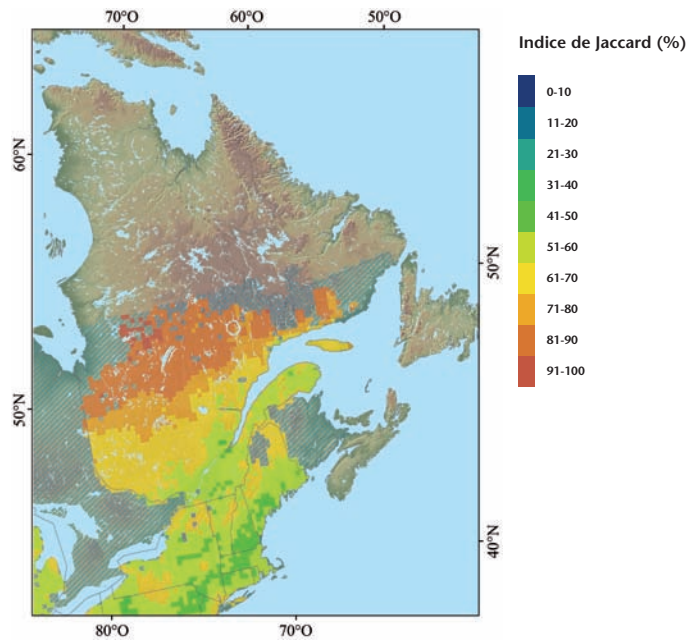 70°O 60°O 50°O
Indice de Jaccard (%)
0-10
11-20
21-30
31-40
41-50
51-60
61-70
71-80
81-90
91-100
60°N
50°N
50°N
40°N
80°O 70°O